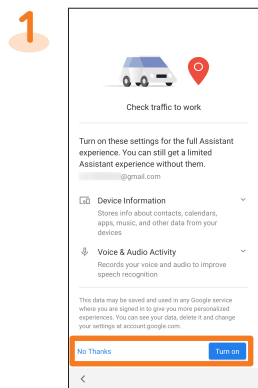 1
Check traffic to work
Turn on these settings for the full Assistant
experience. You can still get a limited
Assistant experience without them.
@gmail.com
Device Information
Stores info about contacts, calendars,
apps, music, and other data from your
devices
Voice & Audio Activity
Records your voice and audio to improve
speech recognition
This data may be saved and used in any Google service
where you are signed in to give you more personalized
experiences. You can see your data, delete it and change
your settings at account.google.com.
No Thanks Turn on